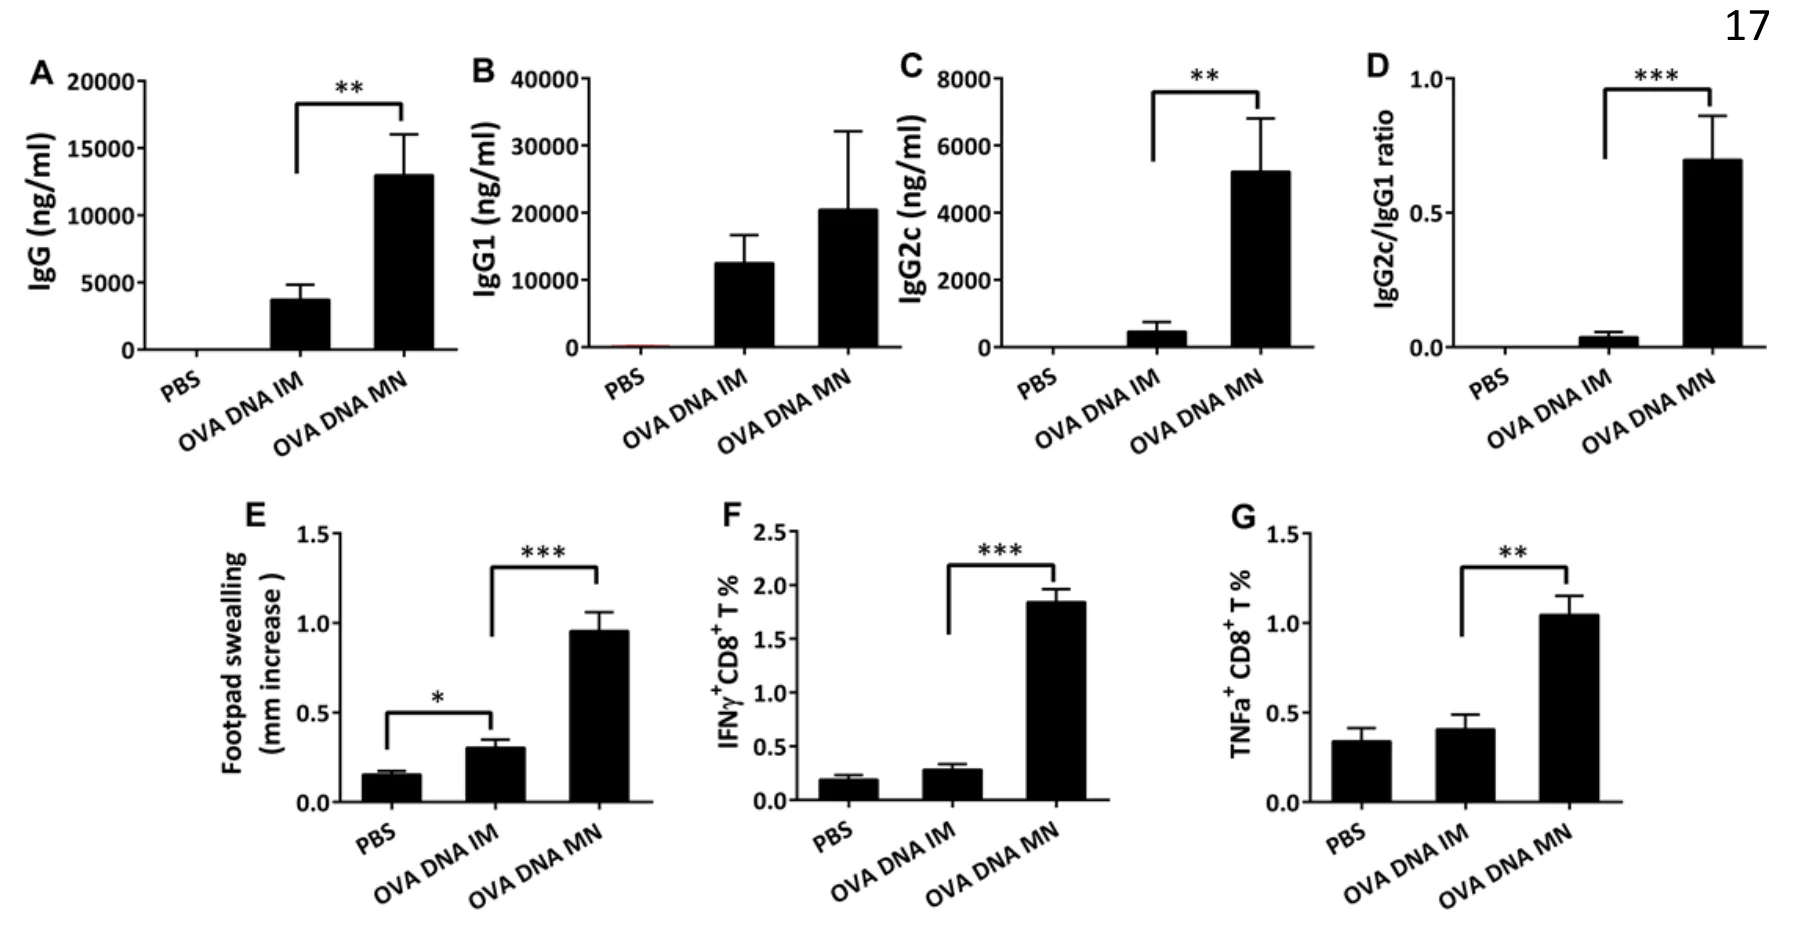 17
A
IgG (ng/ml)
20000
15000
10000
5000
0
**
PBS
OVA DNA IM
OVA DNA MN
B
IgG1 (ng/ml)
40000
30000
20000
10000
0
PBS
OVA DNA IM
OVA DNA MN
C
IgG2c (ng/ml)
8000
6000
4000
2000
0
**
PBS
OVA DNA IM
OVA DNA MN
D
IgG2c/IgG1 ratio
1.0
0.5
0.0
***
PBS
OVA DNA IM
OVA DNA MN
E
Footpad swealling
(mm increase )
1.5
1.0
0.5
0.0
*
***
PBS
OVA DNA IM
OVA DNA MN
F
IFNγ⁺CD8⁺ T %
2.5
2.0
1.5
1.0
0.5
0.0
***
PBS
OVA DNA IM
OVA DNA MN
G
TNFa⁺ CD8⁺ T %
1.5
1.0
0.5
0.0
**
PBS
OVA DNA IM
OVA DNA MN